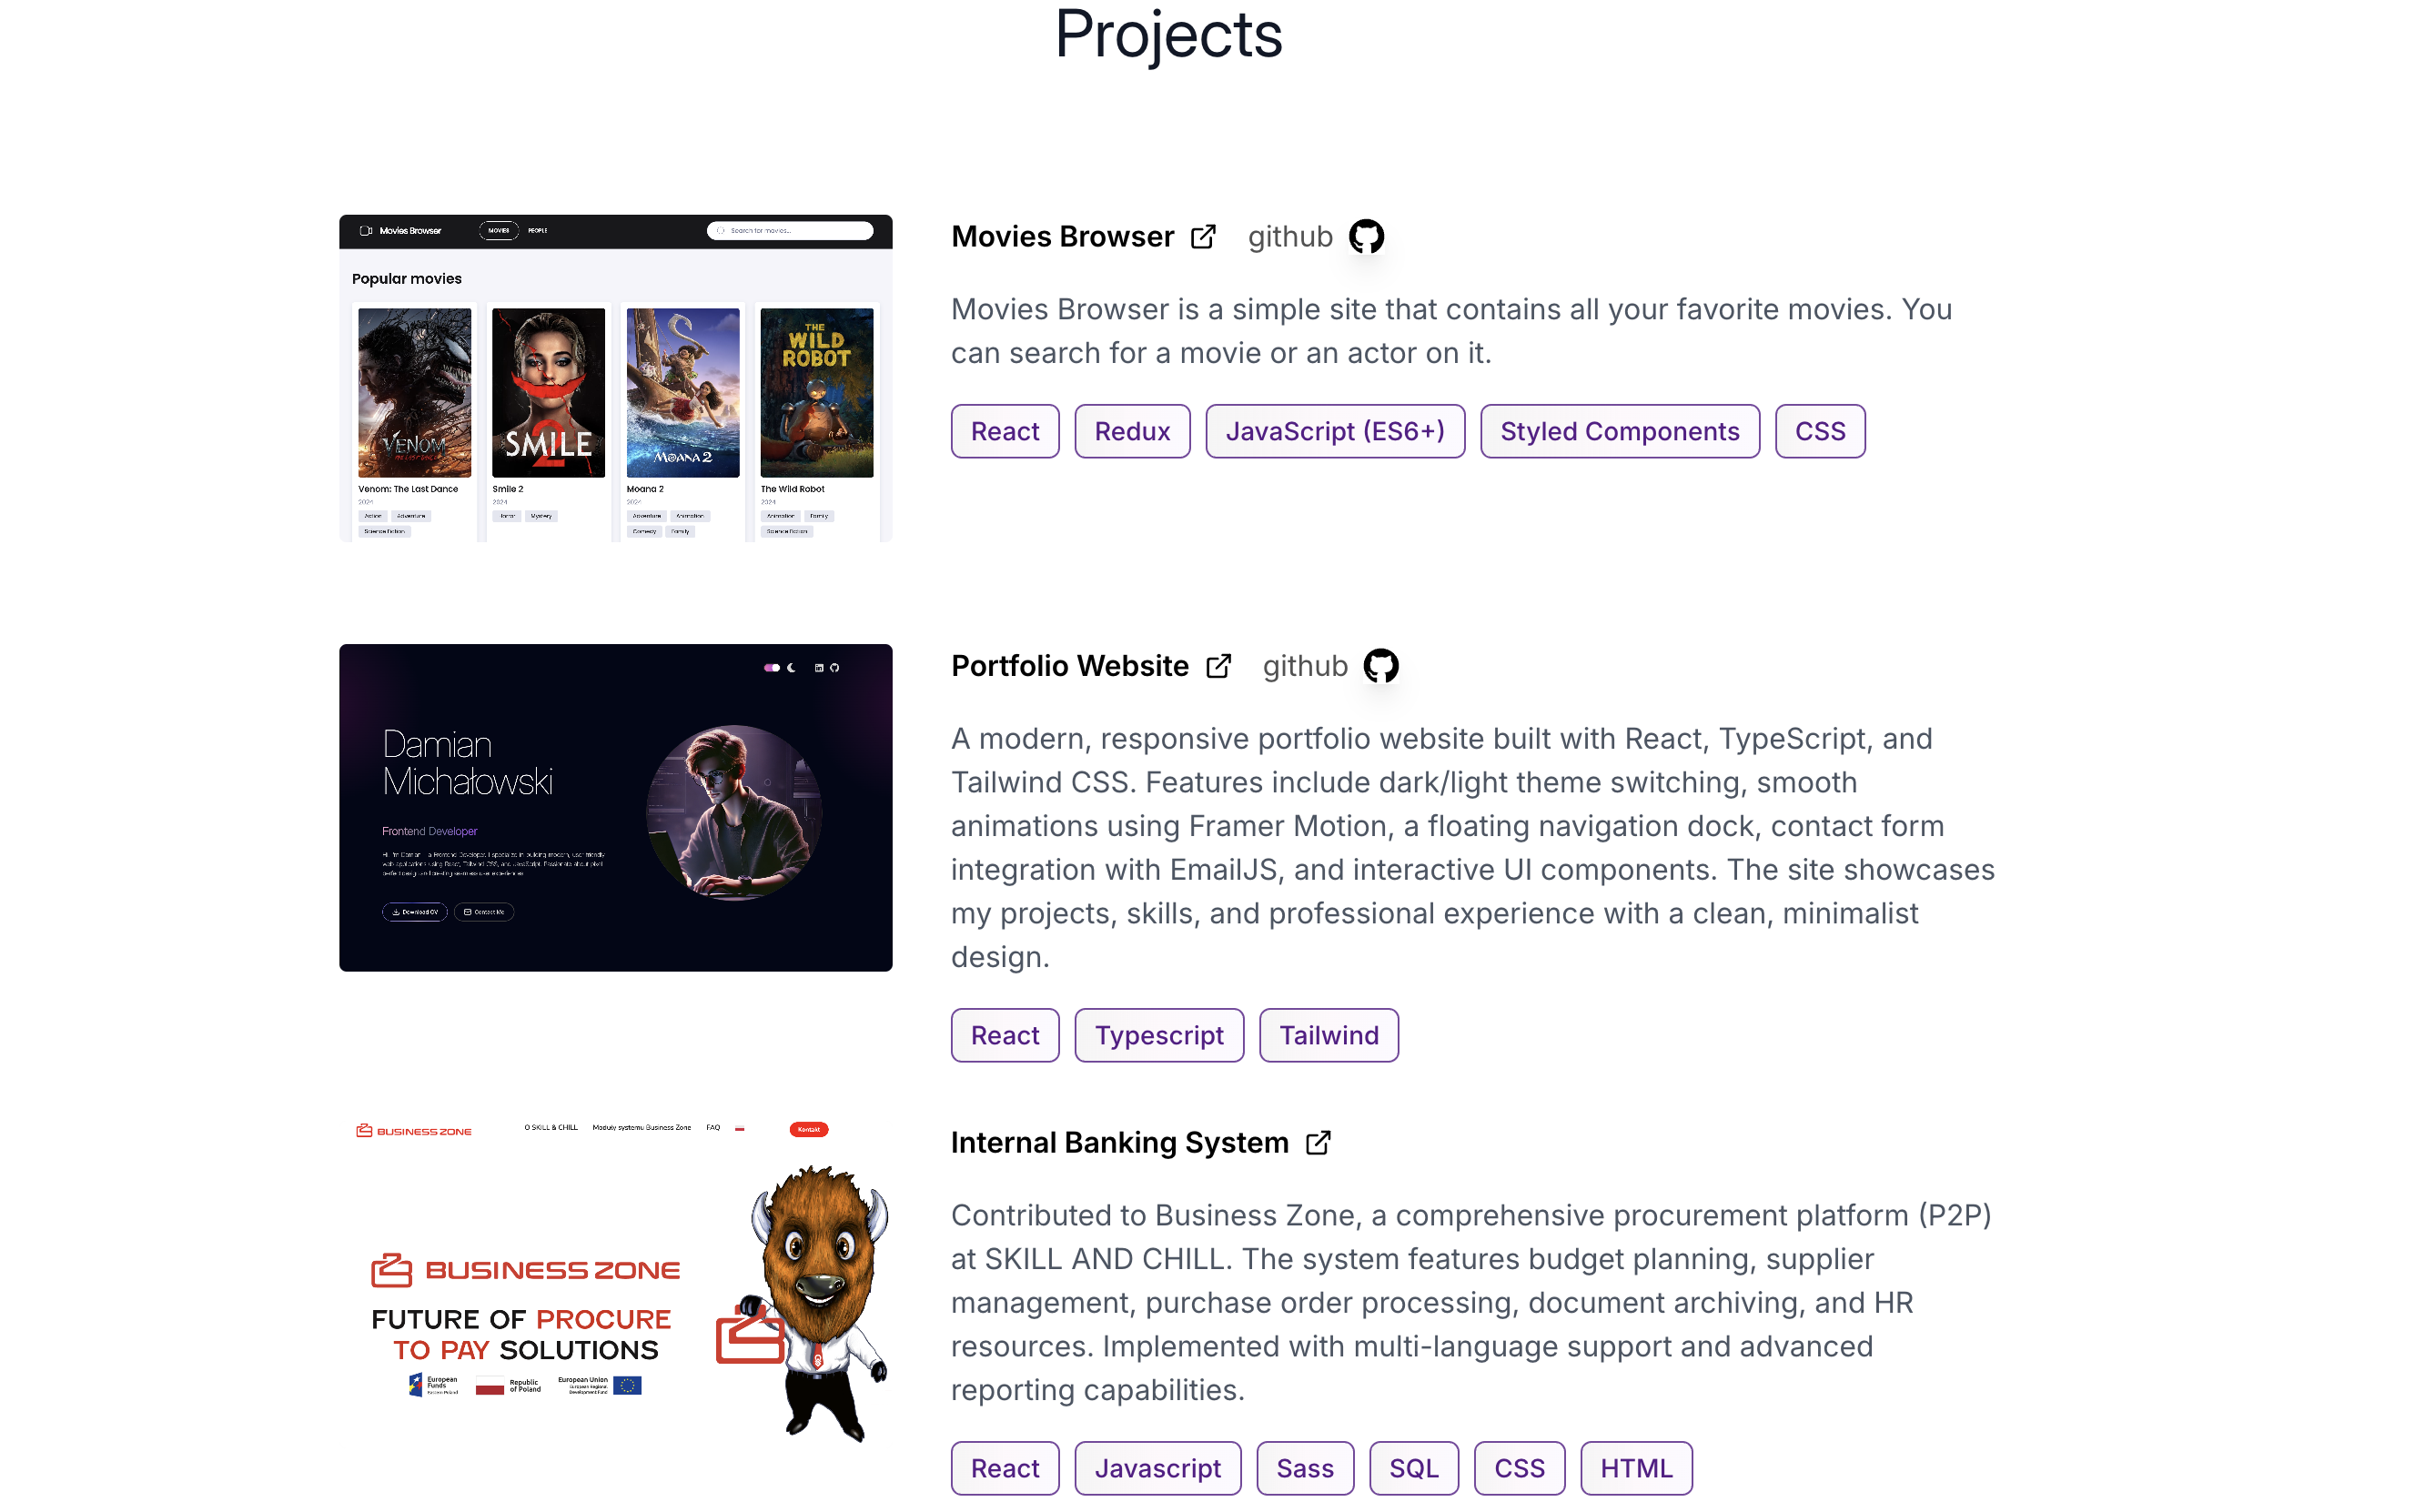 Projects
Movies Browser
MOVIES
PEOPLE
Search for movies...
Popular movies
VENOM
THE LAST DANCE
SMILE
2
MOANA 2
THE
WILD
ROBOT
Venom: The Last Dance
Smile 2
Moana 2
The Wild Robot
2024
2024
2024
2024
Action
Adventure
Horror
Mystery
Adventure
Animation
Animation
Family
Science Fiction
Comedy
Family
Science Fiction
Movies Browser
github
Movies Browser is a simple site that contains all your favorite movies. You
can search for a movie or an actor on it.
React
Redux
JavaScript (ES6+)
Styled Components
CSS
Damian
Michałowski
Frontend Developer
Download CV
Contact Me
Portfolio Website
github
A modern, responsive portfolio website built with React, TypeScript, and
Tailwind CSS. Features include dark/light theme switching, smooth
animations using Framer Motion, a floating navigation dock, contact form
integration with EmailJS, and interactive UI components. The site showcases
my projects, skills, and professional experience with a clean, minimalist
design.
React
Typescript
Tailwind
BUSINESS ZONE
O SKILL & CHILL
Moduły systemu Business Zone
FAQ
Kontakt
BUSINESS ZONE
FUTURE OF PROCURE
TO PAY SOLUTIONS
European
Funds
Eastern Poland
Republic
of Poland
European Union
European Regional
Development Fund
Internal Banking System
Contributed to Business Zone, a comprehensive procurement platform (P2P)
at SKILL AND CHILL. The system features budget planning, supplier
management, purchase order processing, document archiving, and HR
resources. Implemented with multi-language support and advanced
reporting capabilities.
React
Javascript
Sass
SQL
CSS
HTML